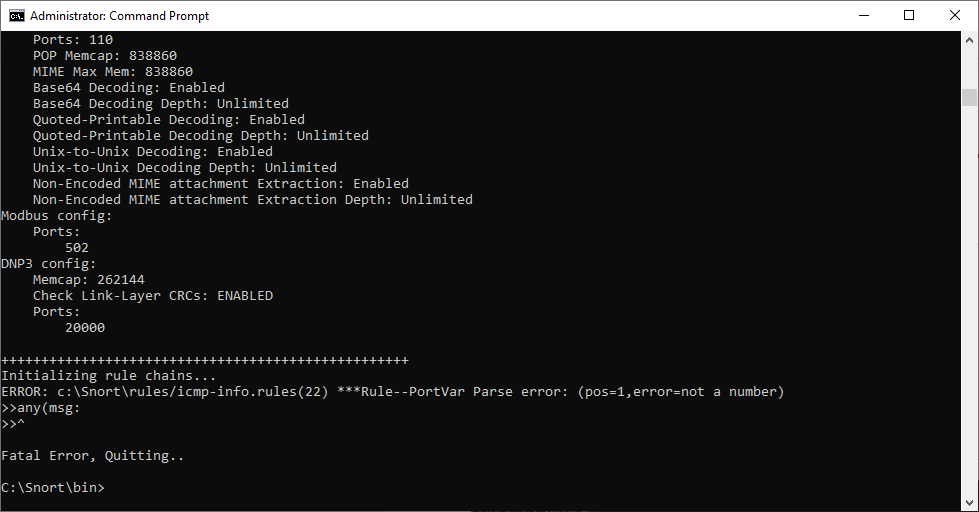 Administrator: Command Prompt
Ports: 110
POP Memcap: 838860
MIME Max Mem: 838860
Base64 Decoding: Enabled
Base64 Decoding Depth: Unlimited
Quoted-Printable Decoding: Enabled
Quoted-Printable Decoding Depth: Unlimited
Unix-to-Unix Decoding: Enabled
Unix-to-Unix Decoding Depth: Unlimited
Non-Encoded MIME attachment Extraction: Enabled
Non-Encoded MIME attachment Extraction Depth: Unlimited
Modbus config:
Ports:
502
DNP3 config:
Memcap: 262144
Check Link-Layer CRCs: ENABLED
Ports:
20000
+++++++++++++++++++++++++++++++++++++++++++++++++++
Initializing rule chains...
ERROR: c:\Snort\rules/icmp-info.rules(22) ***Rule--PortVar Parse error: (pos=1,error=not a number)
>>any(msg:
>>^
Fatal Error, Quitting..
C:\Snort\bin>